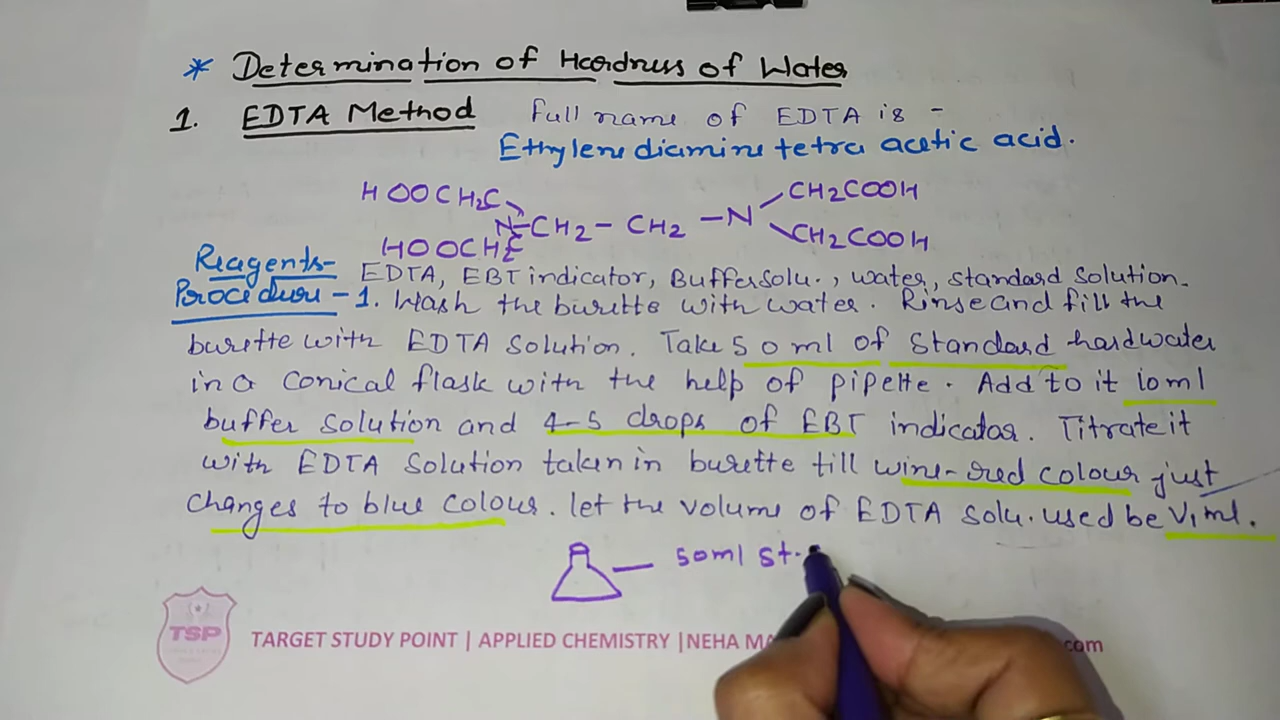 * Determination of Hardness of Water
1. EDTA Method Full name of EDTA is -
Ethylene diamine tetra acetic acid.
HOOCH2C CH2COOH
N-CH2-CH2-N
HOOCH2C CH2COOH
Reagents- EDTA, EBT indicator, Buffer Solu., water, standard solution.
Procedure - 1. Wash the burette with water. Rinse and fill the
burette with EDTA Solution. Take 50 ml of Standard hardwater
in a conical flask with the help of pipette. Add to it 10ml
buffer solution and 4-5 drops of EBT indicator. Titrate it
with EDTA Solution taken in burette till wine-red colour just
changes to blue colour. let the volume of EDTA solu. used be V1 ml.
50ml st.
TSP
TARGET STUDY POINT | APPLIED CHEMISTRY | NEHA com